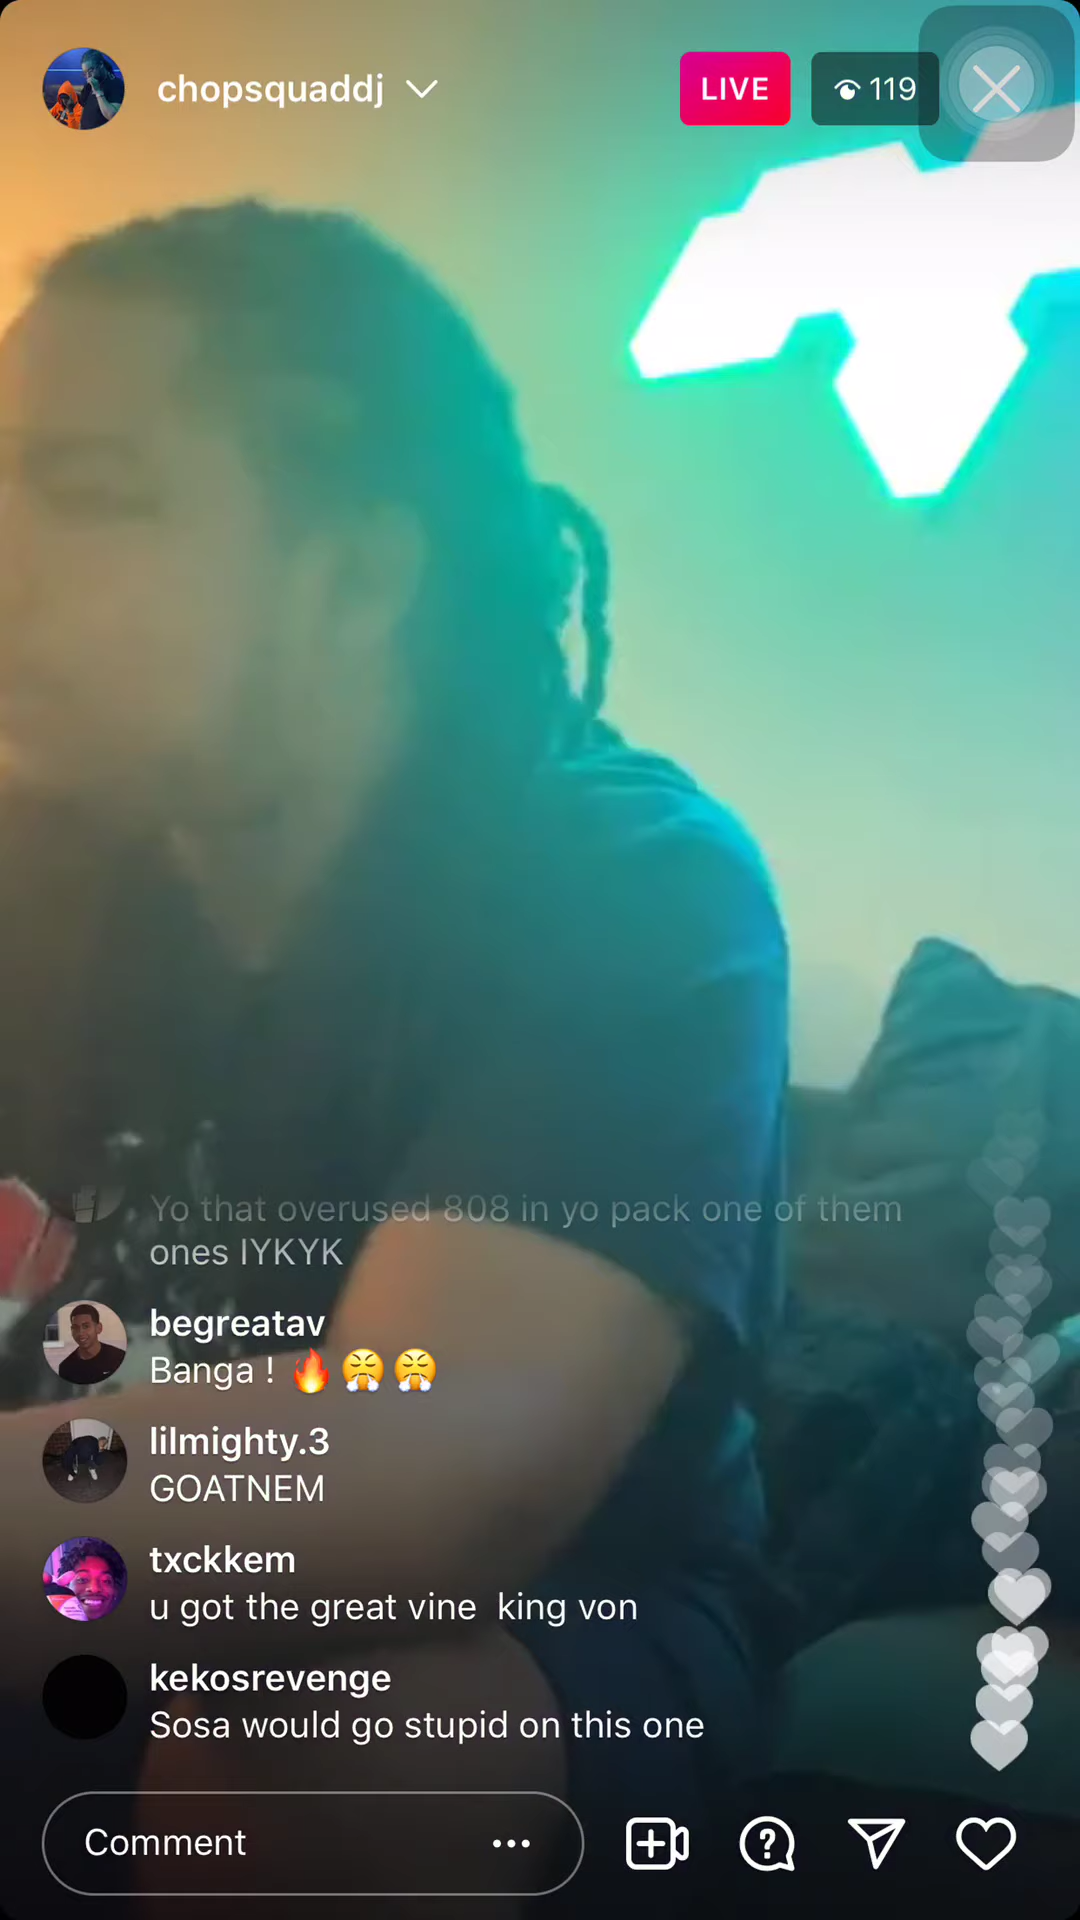 chopsquaddj
LIVE
119
Yo that overused 808 in yo pack one of them
ones IYKYK
begreatav
Banga ! 🔥😤😤
lilmighty.3
GOATNEM
txckkem
u got the great vine king von
kekosrevenge
Sosa would go stupid on this one
Comment